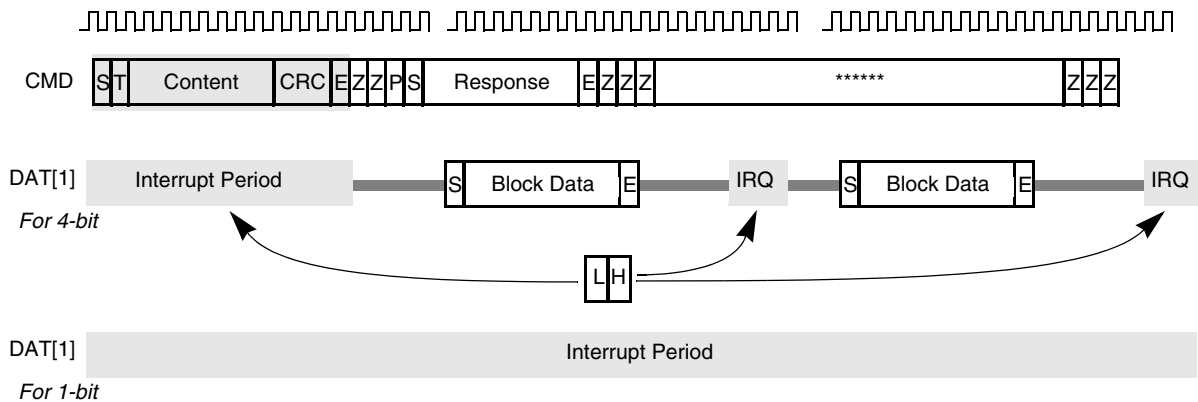 CMD S T Content CRC E Z Z P S Response E Z Z Z ****** Z Z Z
DAT[1] Interrupt Period S Block Data E IRQ S Block Data E IRQ
For 4-bit
L H
DAT[1] Interrupt Period
For 1-bit